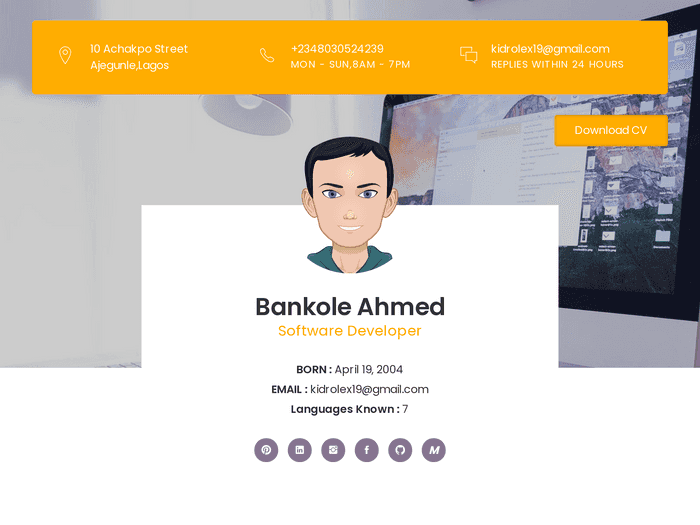 10 Achakpo Street
Ajegunle,Lagos
+2348030524239
MON - SUN,8AM - 7PM
kidrolex19@gmail.com
REPLIES WITHIN 24 HOURS
Download CV
Bankole Ahmed
Software Developer
BORN : April 19, 2004
EMAIL : kidrolex19@gmail.com
Languages Known : 7